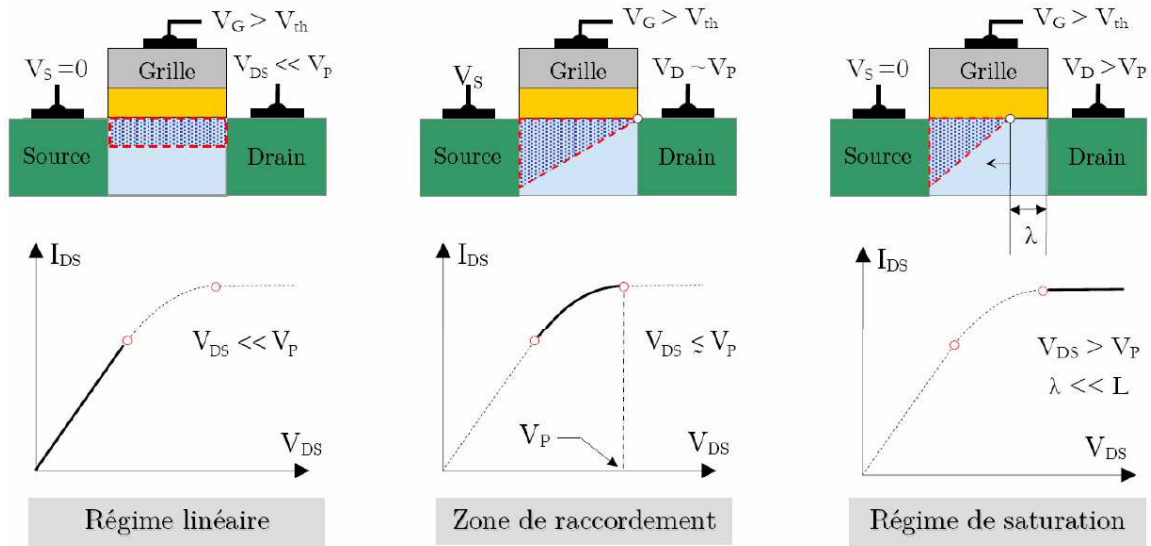 V_G > V_th
V_S =0
Grille
V_DS << V_P
Source
Drain
I_DS
V_DS << V_P
V_DS
Régime linéaire
V_G > V_th
V_S
Grille
V_D ~V_P
Source
Drain
I_DS
V_DS ≲ V_P
V_P
V_DS
Zone de raccordement
V_G > V_th
V_S =0
Grille
V_D >V_P
Source
Drain
λ
I_DS
V_DS > V_P
λ << L
V_DS
Régime de saturation